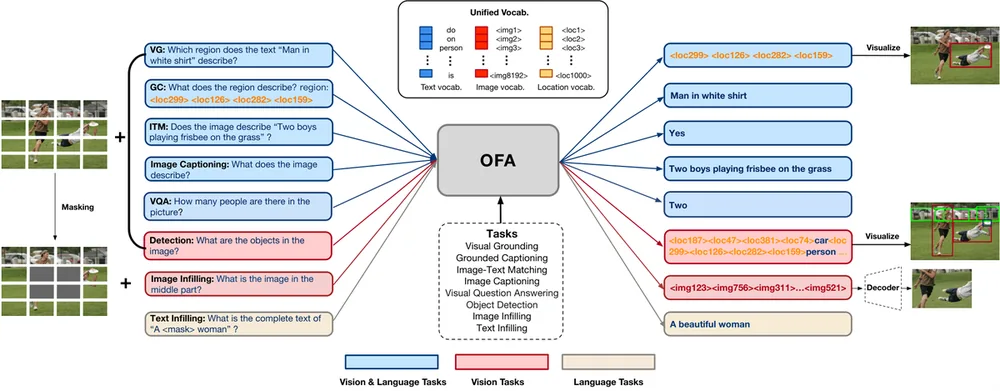 Unified Vocab.
do
on
person
is
Text vocab.
<img1>
<img2>
<img3>
<img8192>
Image vocab.
<loc1>
<loc2>
<loc3>
<loc1000>
Location vocab.
VG: Which region does the text “Man in
white shirt” describe?
GC: What does the region describe? region:
<loc299> <loc126> <loc282> <loc159>
ITM: Does the image describe “Two boys
playing frisbee on the grass” ?
Image Captioning: What does the image
describe?
VQA: How many people are there in the
picture?
Detection: What are the objects in the
image?
Image Infilling: What is the image in the
middle part?
Text Infilling: What is the complete text of
“A <mask> woman” ?
+
Masking
+
OFA
Tasks
Visual Grounding
Grounded Captioning
Image-Text Matching
Image Captioning
Visual Question Answering
Object Detection
Image Infilling
Text Infilling
<loc299> <loc126> <loc282> <loc159>
Visualize
Man in white shirt
Yes
Two boys playing frisbee on the grass
Two
<loc187><loc47><loc381><loc74>car<loc
299><loc126><loc282><loc159>person ...
Visualize
<img123><img756><img311>...<img521>
Decoder
A beautiful woman
Vision & Language Tasks
Vision Tasks
Language Tasks